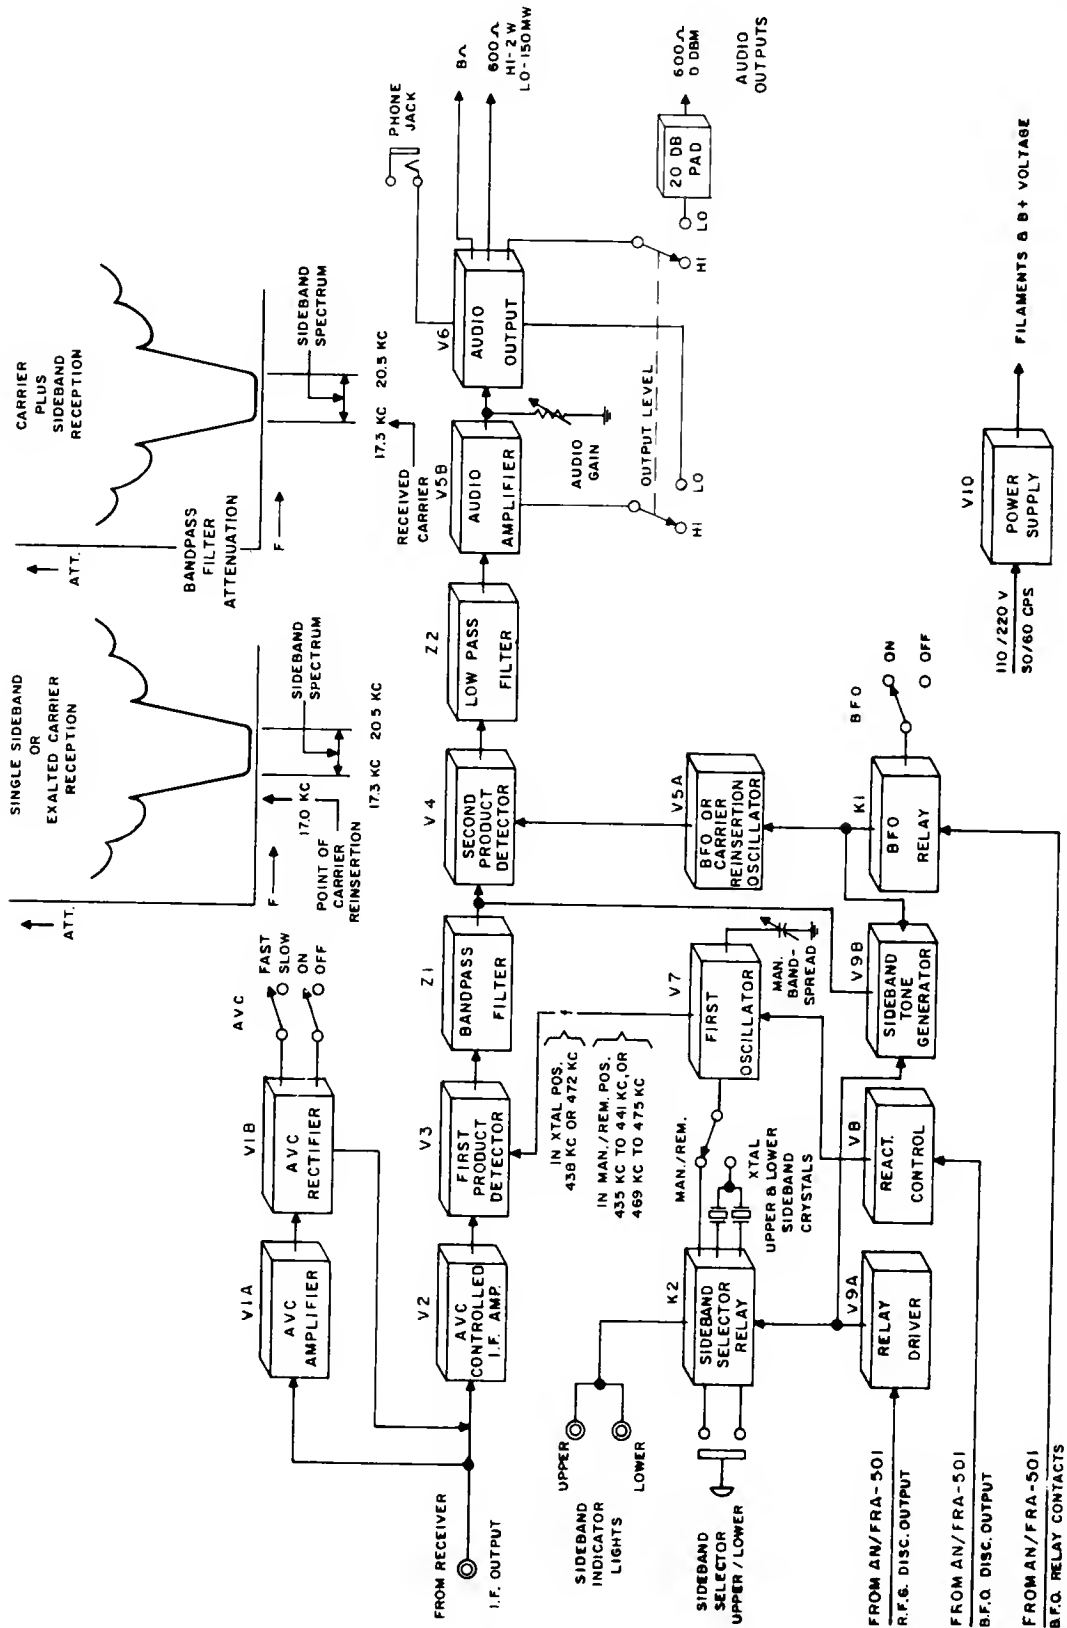 SINGLE SIDEBAND
OR
EXALTED CARRIER
RECEPTION
ATT.
F
17.0 KC
POINT OF
CARRIER
REINSERTION
17.3 KC 20.5 KC
SIDEBAND
SPECTRUM
CARRIER
PLUS
SIDEBAND
RECEPTION
ATT.
BANDPASS
FILTER
ATTENUATION
F
RECEIVED
CARRIER
17.3 KC 20.5 KC
SIDEBAND
SPECTRUM
V1A
AVC
AMPLIFIER
V1B
AVC
RECTIFIER
AVC
FAST
SLOW
ON
OFF
FROM RECEIVER
I.F. OUTPUT
V2
AVC
CONTROLLED
I.F. AMP.
V3
FIRST
PRODUCT
DETECTOR
Z1
BANDPASS
FILTER
V4
SECOND
PRODUCT
DETECTOR
Z2
LOW PASS
FILTER
V5B
AUDIO
AMPLIFIER
V6
AUDIO
OUTPUT
PHONE
JACK
8Ω
600Ω
HI-2 W
LO-150MW
AUDIO
GAIN
OUTPUT LEVEL
HI
LO
HI
LO
20 DB
PAD
600Ω
0 DBM
AUDIO
OUTPUTS
IN XTAL POS.
438 KC OR 472 KC
IN MAN./REM. POS.
435 KC TO 441 KC, OR
469 KC TO 475 KC
UPPER
LOWER
SIDEBAND
INDICATOR
LIGHTS
SIDEBAND
SELECTOR
UPPER / LOWER
K2
SIDEBAND
SELECTOR
RELAY
MAN./REM.
XTAL
UPPER & LOWER
SIDEBAND
CRYSTALS
V7
FIRST
OSCILLATOR
MAN.
BAND-
SPREAD
V5A
BFO OR
CARRIER
REINSERTION
OSCILLATOR
V9A
RELAY
DRIVER
V8
REACT.
CONTROL
V9B
SIDEBAND
TONE
GENERATOR
K1
BFO
RELAY
BFO
ON
OFF
FROM AN/FRA-501
R.F.G. DISC. OUTPUT
FROM AN/FRA-501
B.F.O. DISC. OUTPUT
FROM AN/FRA-501
B.F.O. RELAY CONTACTS
110/220 V
50/60 CPS
V10
POWER
SUPPLY
FILAMENTS & B+ VOLTAGE